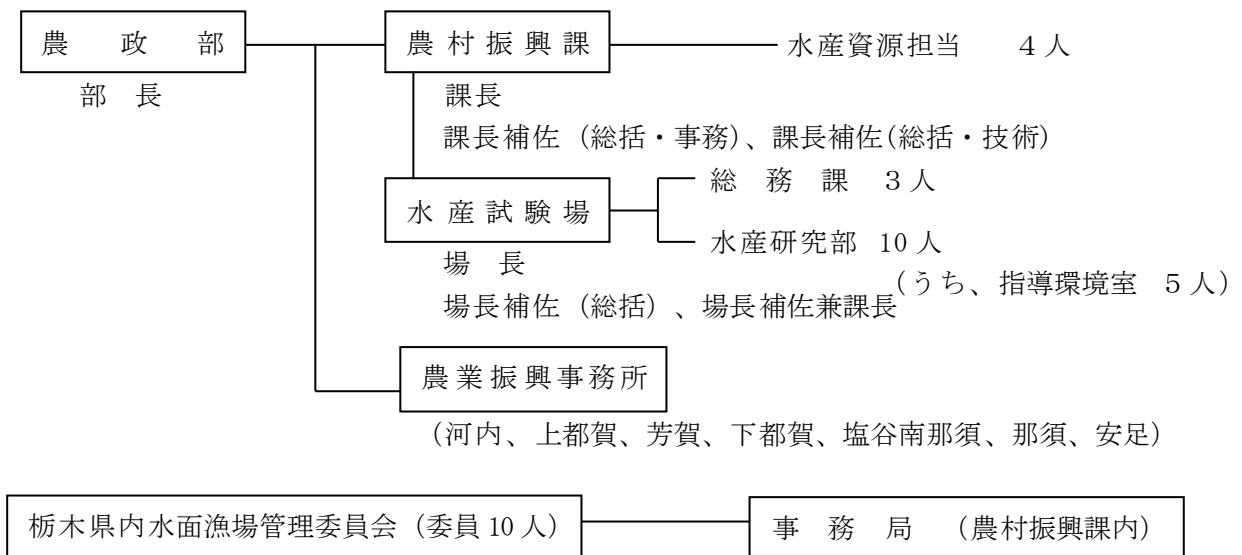 農政部 農村振興課 水産資源担当 4人
部長 課長
課長補佐(総括・事務)、課長補佐(総括・技術)
総務課 3人
水産試験場
水産研究部 10人
場長
(うち、指導環境室 5人)
場長補佐(総括)、場長補佐兼課長
農業振興事務所
(河内、上都賀、芳賀、下都賀、塩谷南那須、那須、安足)
栃木県内水面漁場管理委員会(委員10人) 事務局 (農村振興課内)